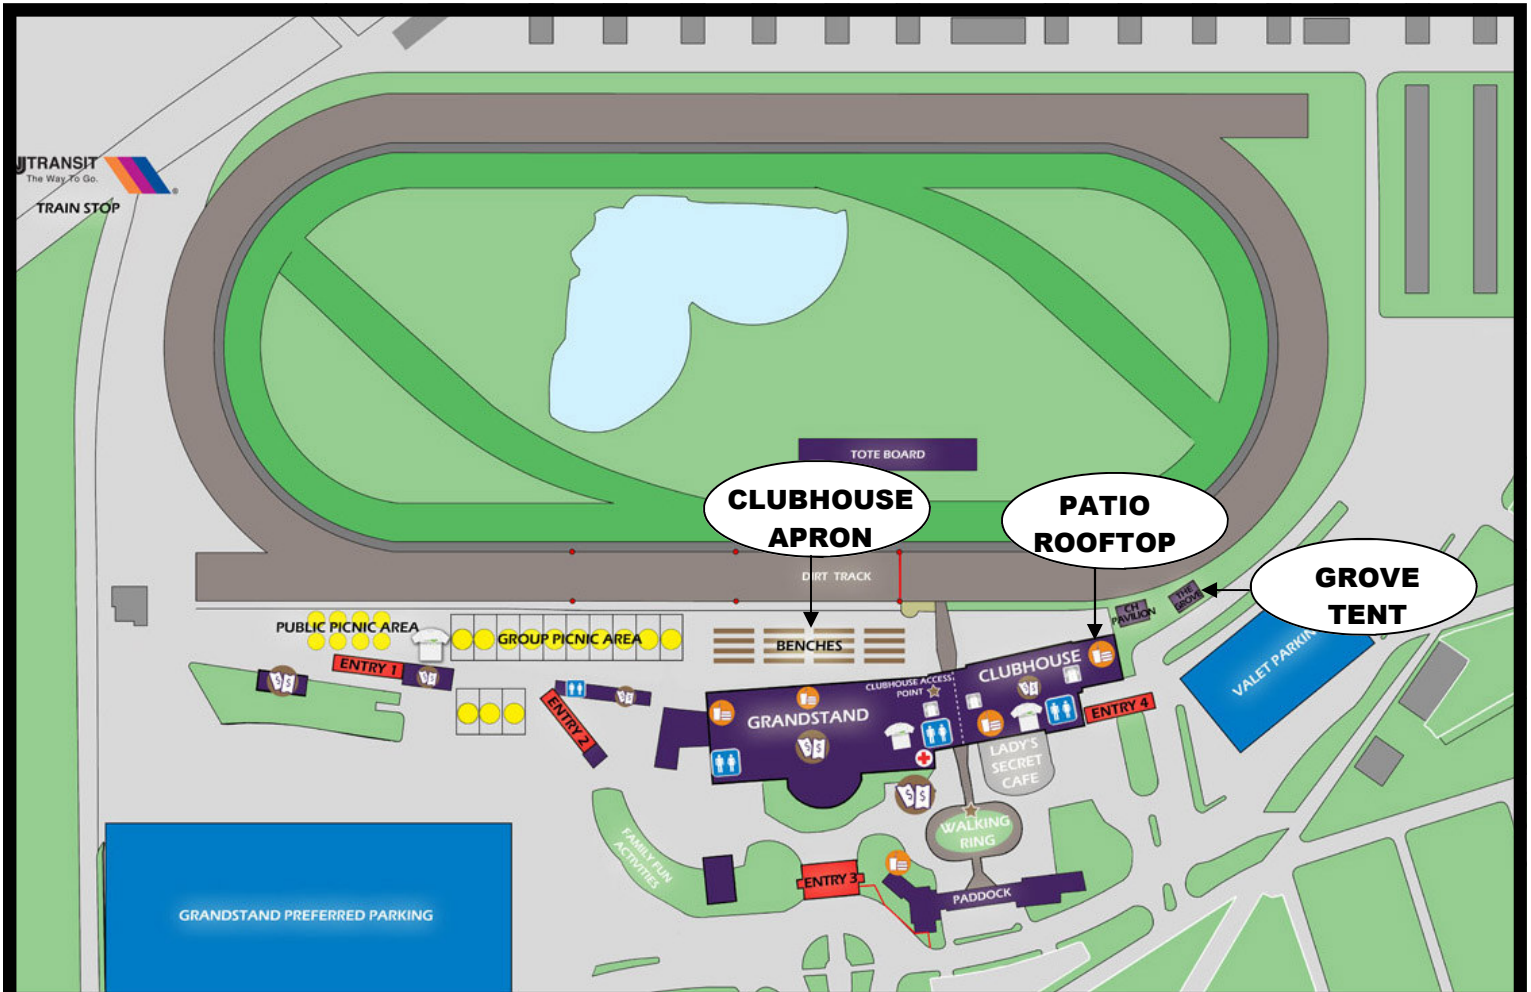 NJTRANSIT
The Way To Go.
®
TRAIN STOP
TOTE BOARD
CLUBHOUSE
APRON
PATIO
ROOFTOP
GROVE
TENT
DIRT TRACK
THE
GROVE
CH
PAVILION
PUBLIC PICNIC AREA
GROUP PICNIC AREA
BENCHES
ENTRY 1
ENTRY 2
CLUBHOUSE ACCESS
POINT
CLUBHOUSE
GRANDSTAND
ENTRY 4
VALET PARKIN
LADY'S
SECRET
CAFE
WALKING
RING
FAMILY FUN
ACTIVITIES
ENTRY 3
PADDOCK
GRANDSTAND PREFERRED PARKING